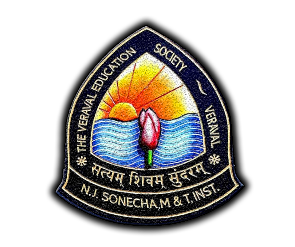 THE VERAVAL EDUCATION SOCIETY VERAVAL
सत्यम् शिवम सुंदरम्
N.J. SONECHA,M & T.INST.